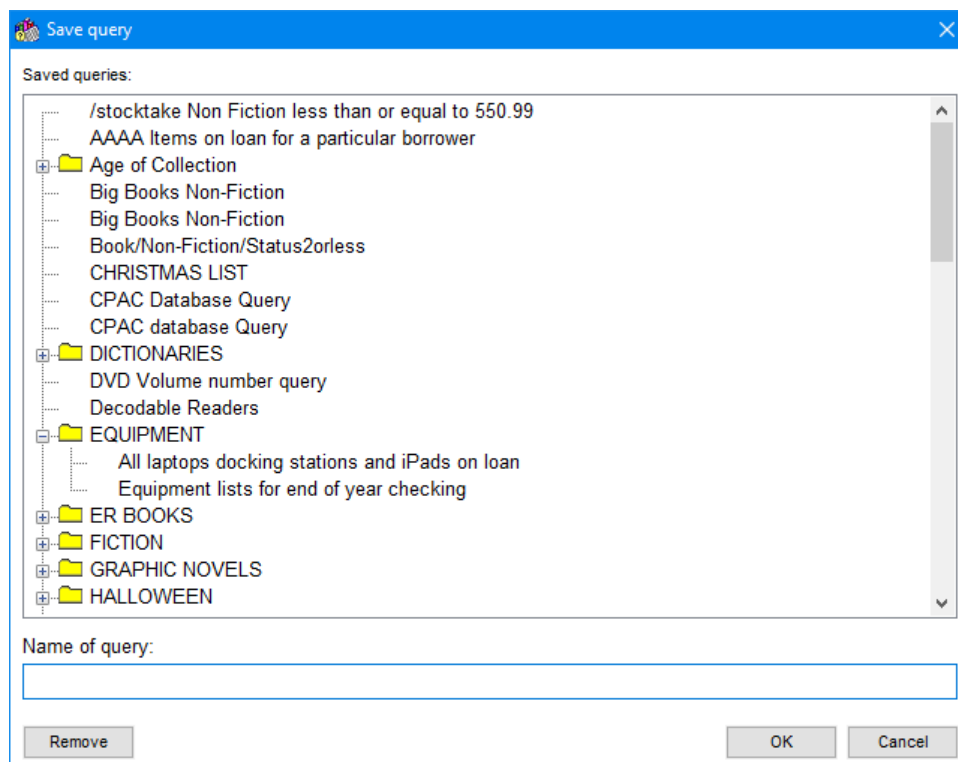 Save query
Saved queries:
/stocktake Non Fiction less than or equal to 550.99
AAAA Items on loan for a particular borrower
Age of Collection
Big Books Non-Fiction
Big Books Non-Fiction
Book/Non-Fiction/Status2orless
CHRISTMAS LIST
CPAC Database Query
CPAC database Query
DICTIONARIES
DVD Volume number query
Decodable Readers
EQUIPMENT
All laptops docking stations and iPads on loan
Equipment lists for end of year checking
ER BOOKS
FICTION
GRAPHIC NOVELS
HALLOWEEN
Name of query:
Remove OK Cancel